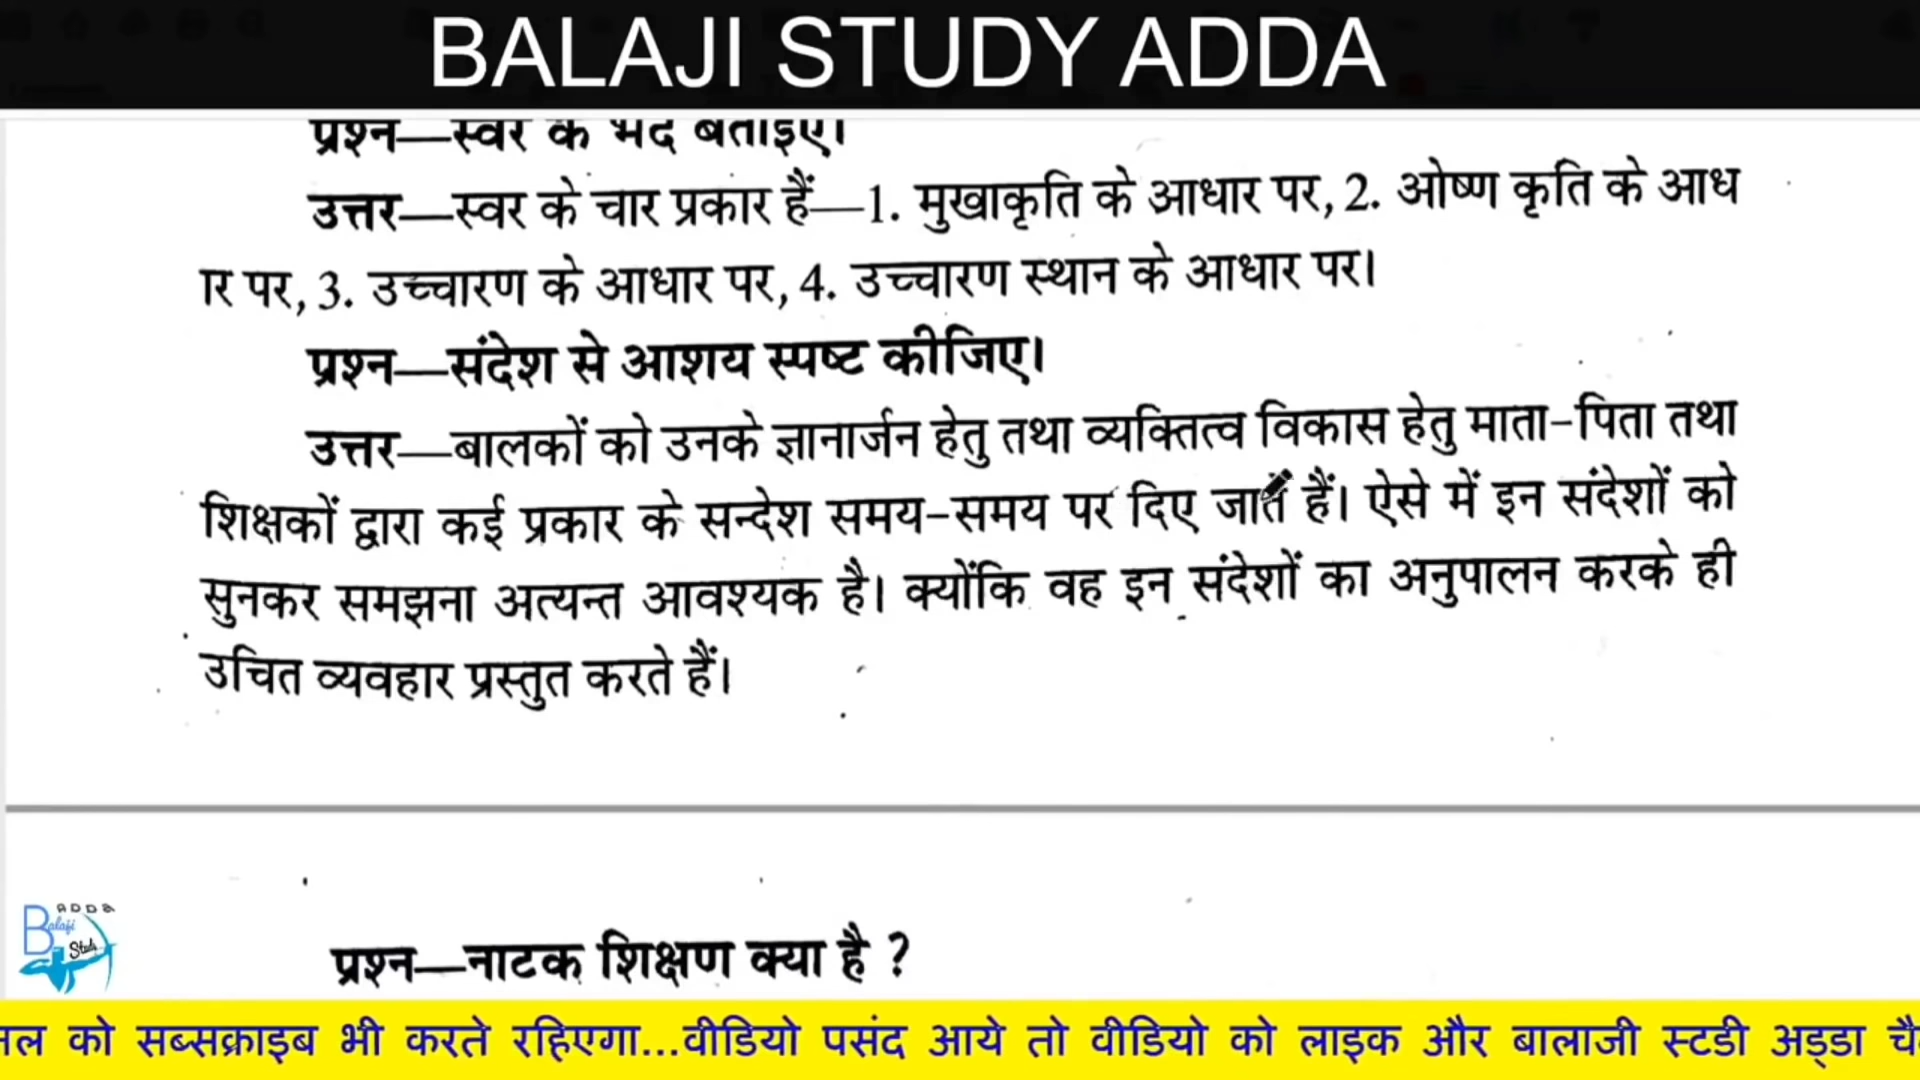 BALAJI STUDY ADDA
प्रश्न—स्वर के भेद बताइए।
उत्तर—स्वर के चार प्रकार हैं—1. मुखाकृति के आधार पर, 2. ओष्ण कृति के आध
ार पर, 3. उच्चारण के आधार पर, 4. उच्चारण स्थान के आधार पर।
प्रश्न—संदेश से आशय स्पष्ट कीजिए।
उत्तर—बालकों को उनके ज्ञानार्जन हेतु तथा व्यक्तित्व विकास हेतु माता-पिता तथा
शिक्षकों द्वारा कई प्रकार के सन्देश समय-समय पर दिए जाते हैं। ऐसे में इन संदेशों को
सुनकर समझना अत्यन्त आवश्यक है। क्योंकि वह इन संदेशों का अनुपालन करके ही
उचित व्यवहार प्रस्तुत करते हैं।
ADDA
Balaji
Study
प्रश्न—नाटक शिक्षण क्या है ?
को सब्सक्राइब भी करते रहिएगा...वीडियो पसंद आये तो वीडियो को लाइक और बालाजी स्टडी अड्डा